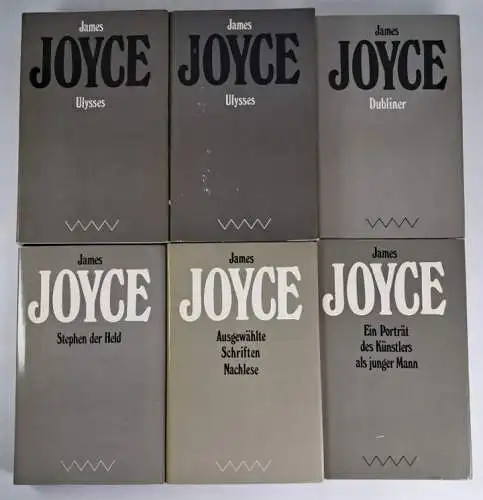 James
JOYCE
Ulysses
James
JOYCE
Ulysses
James
JOYCE
Dubliner
James
JOYCE
Stephen der Held
James
JOYCE
Ausgewählte
Schriften
Nachlese
James
JOYCE
Ein Porträt
des Künstlers
als junger Mann